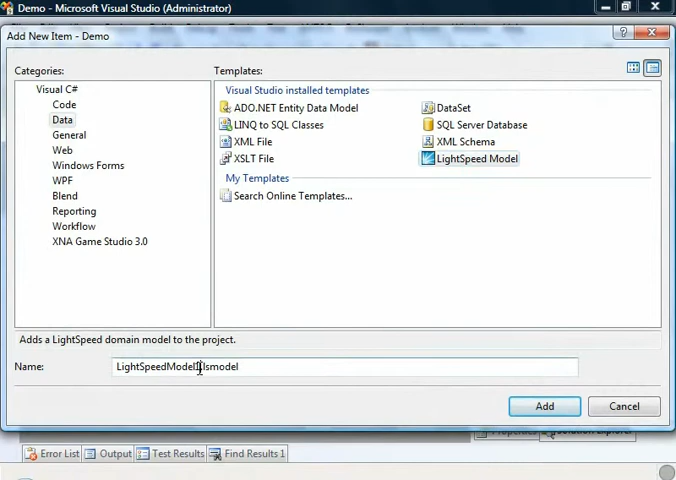 Demo - Microsoft Visual Studio (Administrator)
Add New Item - Demo
Categories:
Templates:
Visual C#
Code
Data
General
Web
Windows Forms
WPF
Blend
Reporting
Workflow
XNA Game Studio 3.0
Visual Studio installed templates
ADO.NET Entity Data Model
DataSet
LINQ to SQL Classes
SQL Server Database
XML File
XML Schema
XSLT File
LightSpeed Model
My Templates
Search Online Templates...
Adds a LightSpeed domain model to the project.
Name:
LightSpeedModel1.lsmodel
Add
Cancel
Error List
Output
Test Results
Find Results 1